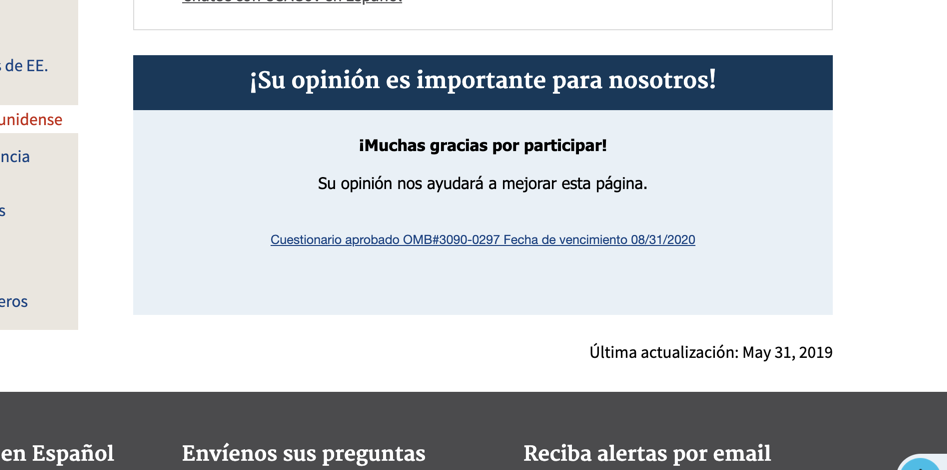 s de EE.
unidense
ncia
s
eros
¡Su opinión es importante para nosotros!
¡Muchas gracias por participar!
Su opinión nos ayudará a mejorar esta página.
Cuestionario aprobado OMB#3090-0297 Fecha de vencimiento 08/31/2020
Última actualización: May 31, 2019
en Español
Envíenos sus preguntas
Reciba alertas por email